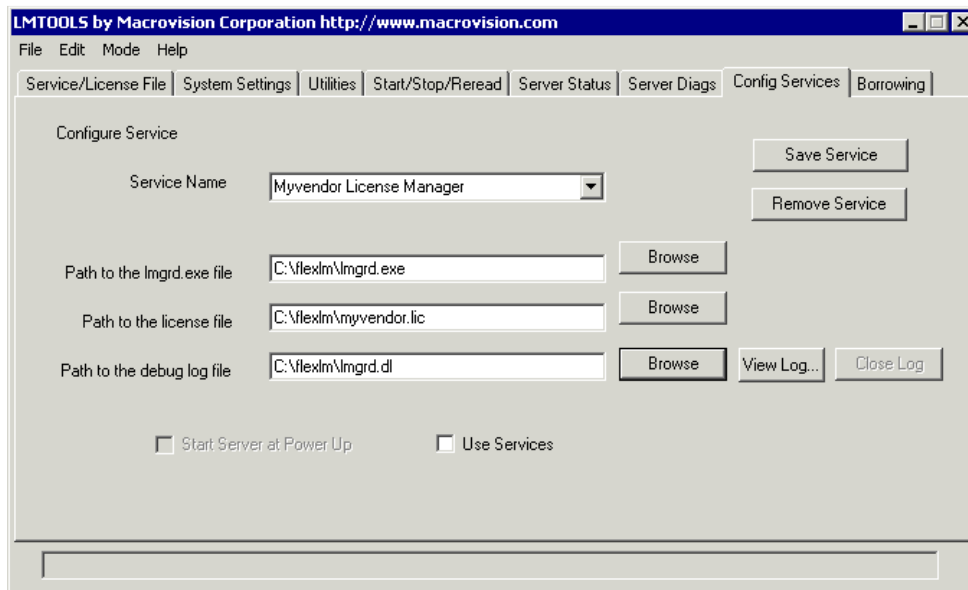 LMTOOLS by Macrovision Corporation http://www.macrovision.com
File Edit Mode Help
Service/License File System Settings Utilities Start/Stop/Reread Server Status Server Diags Config Services Borrowing
Configure Service
Save Service
Service Name Myvendor License Manager
Remove Service
Path to the lmgrd.exe file C:\flexlm\lmgrd.exe Browse
Path to the license file C:\flexlm\myvendor.lic Browse
Path to the debug log file C:\flexlm\lmgrd.dl Browse View Log... Close Log
Start Server at Power Up Use Services